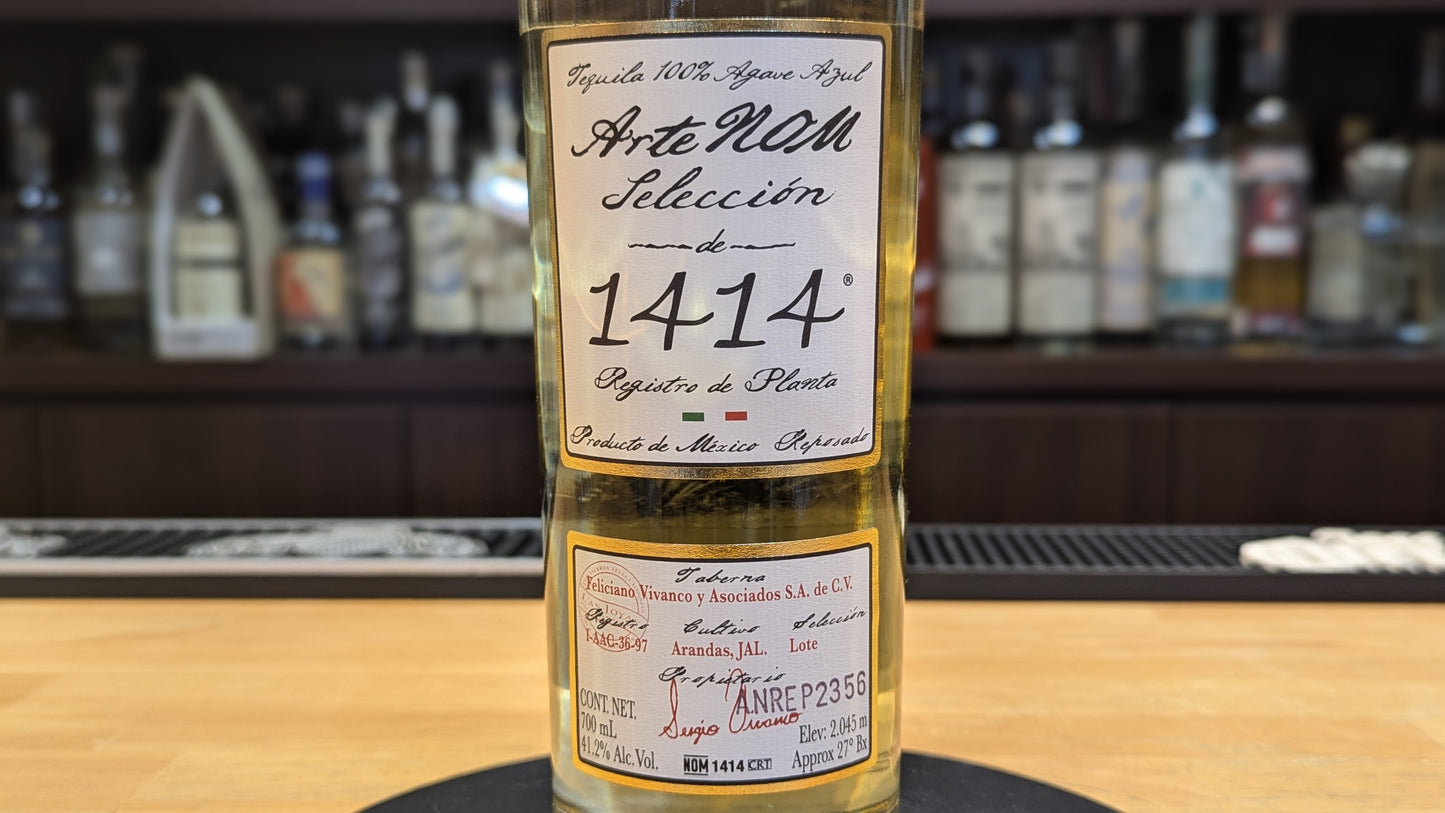 Tequila 100% Agave Azul
ArteNOM
Selección
de
1414®
Registro de Planta
Producto de México Reposado
Taberna
Feliciano Vivanco y Asociados S.A. de C.V.
Registro Cultivo Selección
I-AAC-36-97 Arandas, JAL. Lote
Propietario
ANREP2356
CONT. NET.
700 mL
41.2% Alc.Vol.
Sergio Vivanco
Elev: 2.045 m
Approx 27° Bx
NOM 1414 CRT